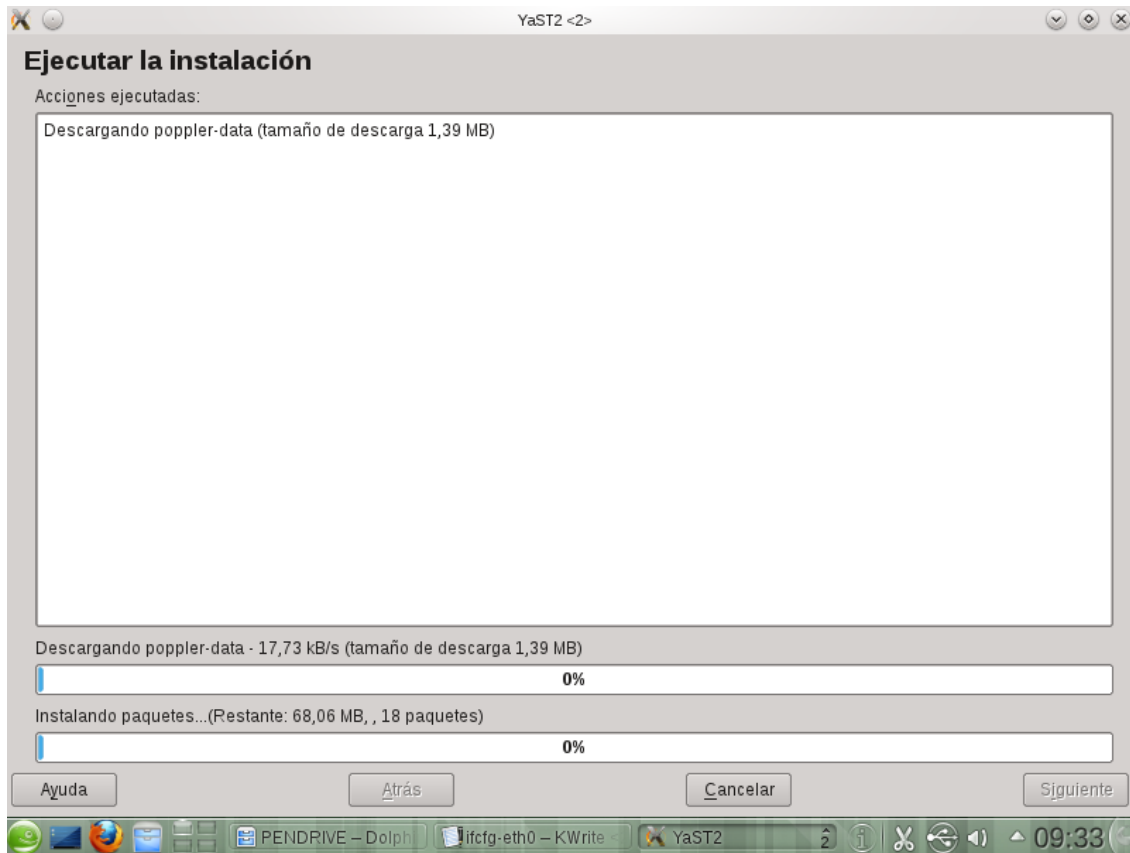 YaST2 <2>
Ejecutar la instalación
Acciones ejecutadas:
Descargando poppler-data (tamaño de descarga 1,39 MB)
Descargando poppler-data - 17,73 kB/s (tamaño de descarga 1,39 MB)
0%
Instalando paquetes...(Restante: 68,06 MB, , 18 paquetes)
0%
Ayuda
Atrás
Cancelar
Siguiente
PENDRIVE – Dolph
ifcfg-eth0 – KWrite
YaST2
2
09:33